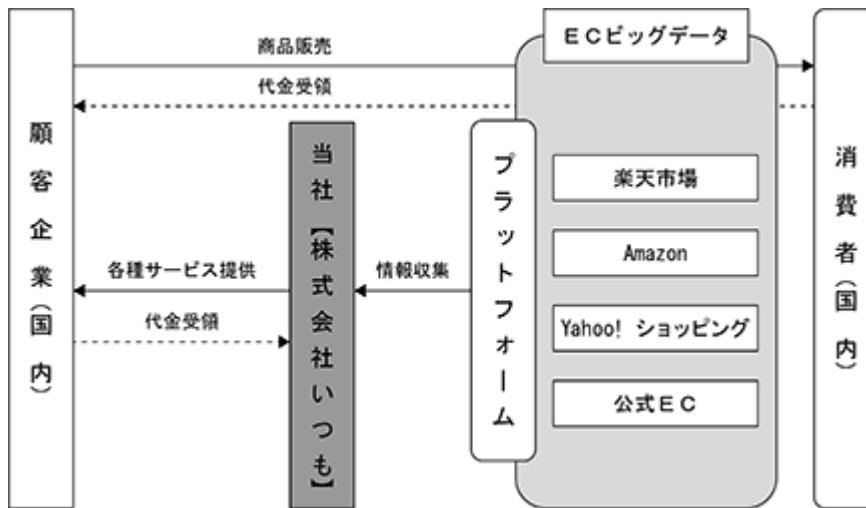 ECビッグデータ
商品販売
代金受領
顧客企業(国内)
当社【株式会社いつも】
プラットフォーム
消費者(国内)
楽天市場
Amazon
Yahoo! ショッピング
公式EC
各種サービス提供
情報収集
代金受領